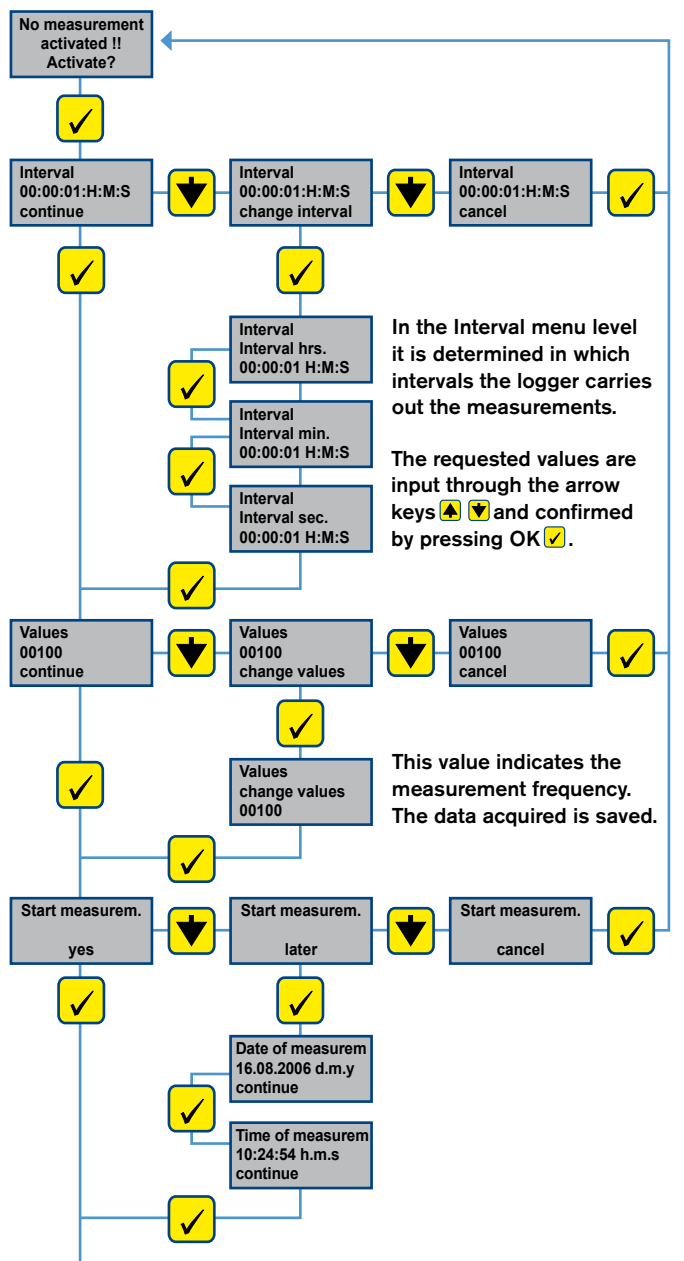 No measurement
activated !!
Activate?
Interval
00:00:01:H:M:S
continue
Interval
00:00:01:H:M:S
change interval
Interval
00:00:01:H:M:S
cancel
Interval
Interval hrs.
00:00:01 H:M:S
In the Interval menu level
it is determined in which
intervals the logger carries
out the measurements.
Interval
Interval min.
00:00:01 H:M:S
The requested values are
input through the arrow
keys and confirmed
by pressing OK .
Interval
Interval sec.
00:00:01 H:M:S
Values
00100
continue
Values
00100
change values
Values
00100
cancel
Values
change values
00100
This value indicates the
measurement frequency.
The data acquired is saved.
Start measurem.
yes
Start measurem.
later
Start measurem.
cancel
Date of measurem
16.08.2006 d.m.y
continue
Time of measurem
10:24:54 h.m.s
continue